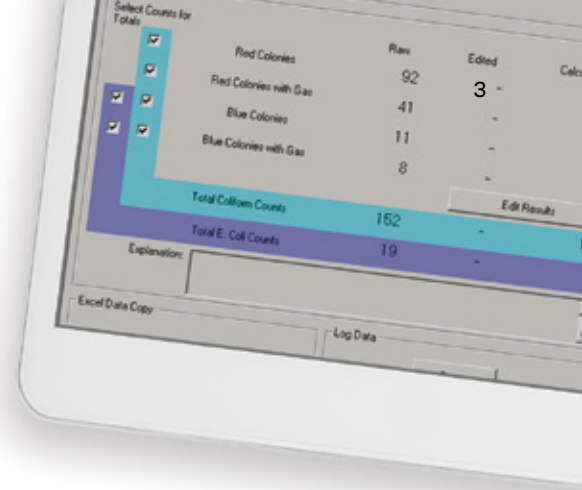 Select Counts for
Totals
Raw Edited
Red Colonies 92 3 -
Red Colonies with Gas 41 -
Blue Colonies 11 -
Blue Colonies with Gas 8 -
Edit Results
Total Coliform Counts 152 -
Total E. Coli Counts 19 -
Explanation:
Excel Data Copy
Log Data